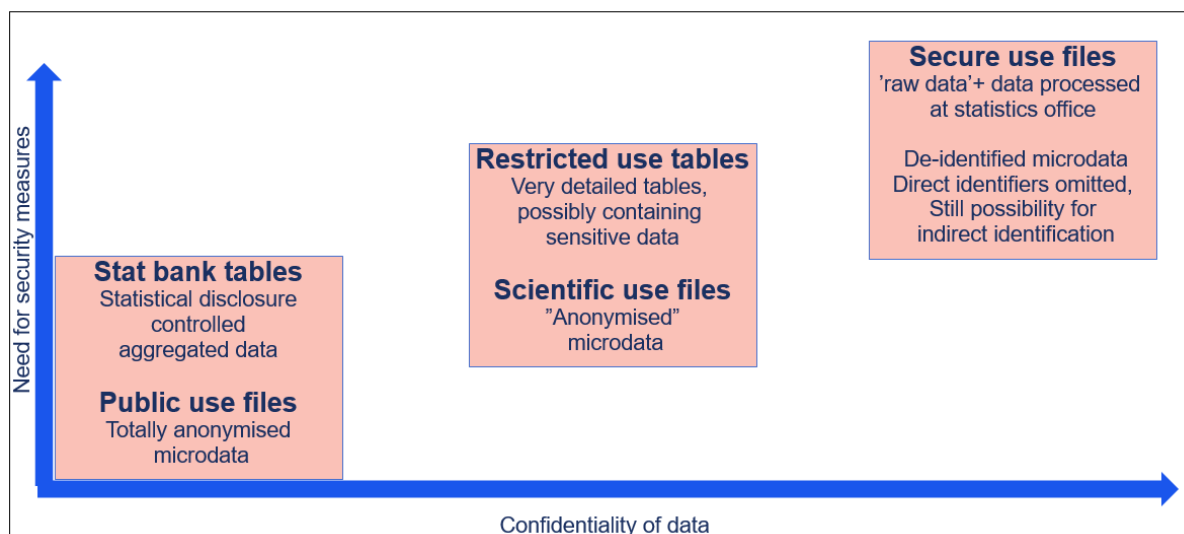 Need for security measures
Stat bank tables
Statistical disclosure
controlled
aggregated data
Public use files
Totally anonymised
microdata
Restricted use tables
Very detailed tables,
possibly containing
sensitive data
Scientific use files
”Anonymised”
microdata
Secure use files
’raw data’+ data processed
at statistics office
De-identified microdata
Direct identifiers omitted,
Still possibility for
indirect identification
Confidentiality of data